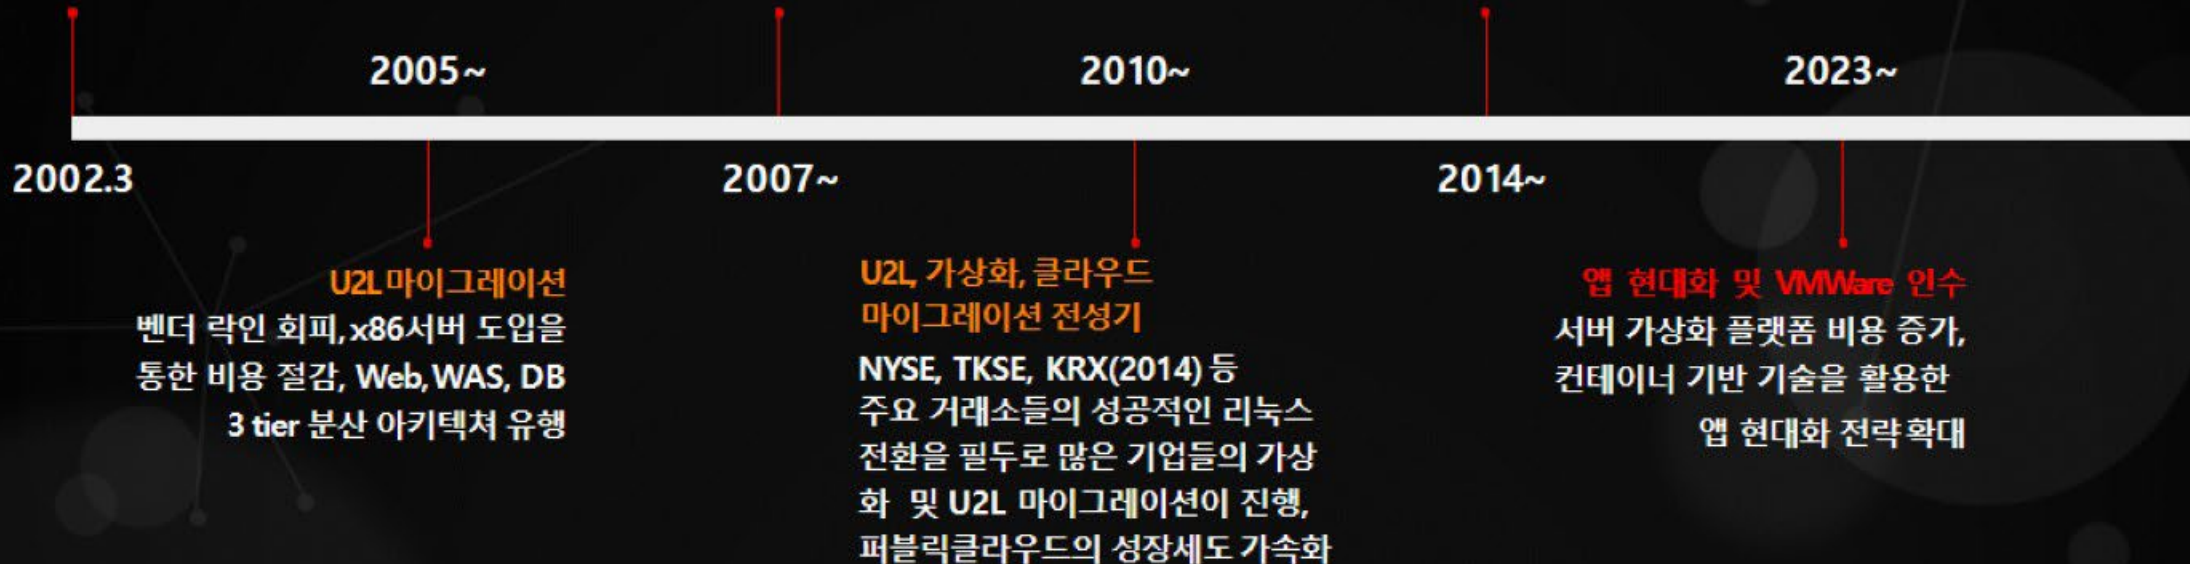 2005~
2010~
2023~
2002.3
2007~
2014~
U2L 마이그레이션
벤더 락인 회피, x86서버 도입을
통한 비용 절감, Web, WAS, DB
3 tier 분산 아키텍쳐 유행
U2L, 가상화, 클라우드
마이그레이션 전성기
NYSE, TKSE, KRX(2014) 등
주요 거래소들의 성공적인 리눅스
전환을 필두로 많은 기업들의 가상
화 및 U2L 마이그레이션이 진행,
퍼블릭클라우드의 성장세도 가속화
앱 현대화 및 VMWare 인수
서버 가상화 플랫폼 비용 증가,
컨테이너 기반 기술을 활용한
앱 현대화 전략 확대